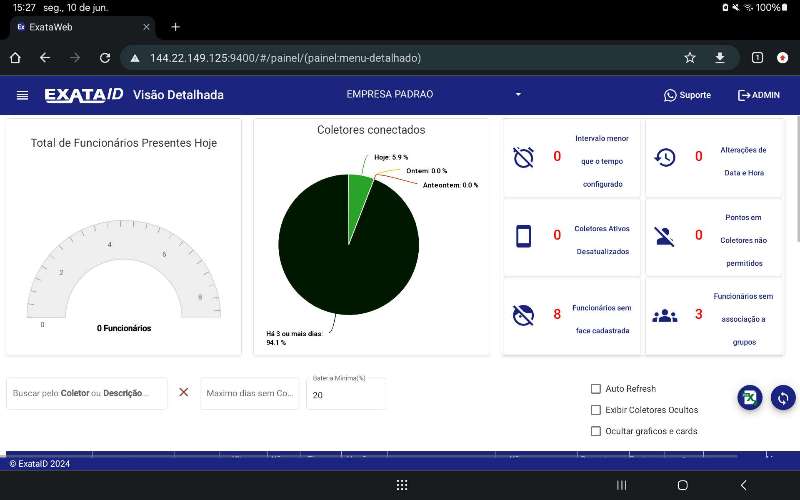 15:27 seg., 10 de jun.
100%
Ex ExataWeb
144.22.149.125:9400/#/painel/(painel:menu-detalhado)
1
EXATA ID Visão Detalhada
EMPRESA PADRAO
Suporte
ADMIN
Total de Funcionários Presentes Hoje
0
2
4
6
8
0 Funcionários
Coletores conectados
Hoje: 5.9 %
Ontem: 0.0 %
Anteontem: 0.0 %
Há 3 ou mais dias:
94.1 %
0
Intervalo menor
que o tempo
configurado
0
Alterações de
Data e Hora
0
Coletores Ativos
Desatualizados
0
Pontos em
Coletores não
permitidos
8
Funcionários sem
face cadastrada
3
Funcionários sem
associação a
grupos
Buscar pelo Coletor ou Descrição...
Maximo dias sem Co...
Bateria Mínima(%)
20
Auto Refresh
Exibir Coletores Ocultos
Ocultar graficos e cards
© ExataID 2024